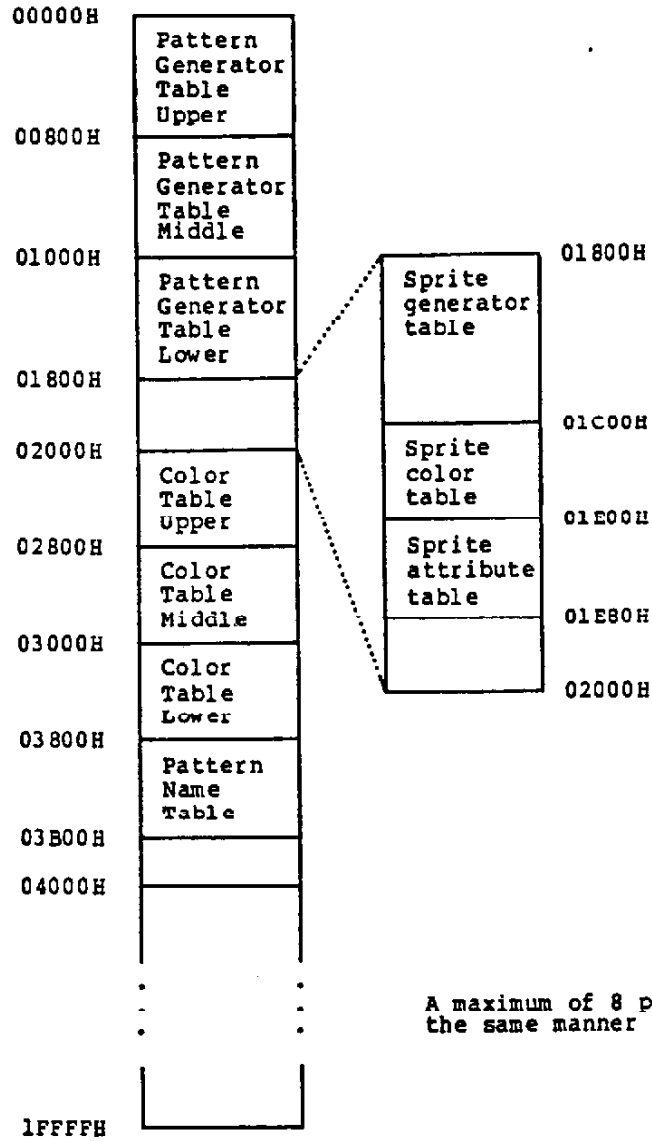 00000H
Pattern
Generator
Table
Upper
00800H
Pattern
Generator
Table
Middle
01000H
Pattern
Generator
Table
Lower
01800H
02000H
Color
Table
Upper
02800H
Color
Table
Middle
03000H
Color
Table
Lower
03800H
Pattern
Name
Table
03B00H
04000H
1FFFFH
01800H
Sprite
generator
table
01C00H
Sprite
color
table
01E00H
Sprite
attribute
table
01E80H
02000H
A maximum of 8 p
the same manner